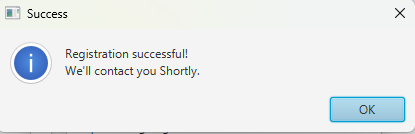 Success
Registration successful!
We'll contact you Shortly.
OK